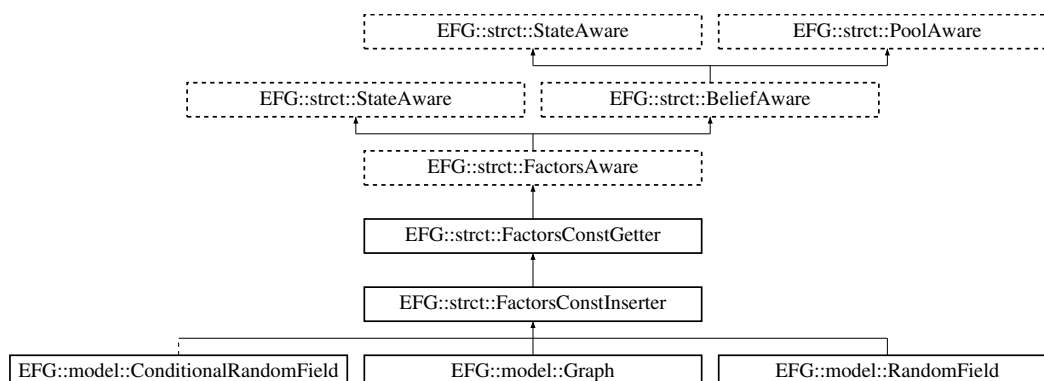 EFG::strct::StateAware
EFG::strct::PoolAware
EFG::strct::StateAware
EFG::strct::BeliefAware
EFG::strct::FactorsAware
EFG::strct::FactorsConstGetter
EFG::strct::FactorsConstInserter
EFG::model::ConditionalRandomField
EFG::model::Graph
EFG::model::RandomField